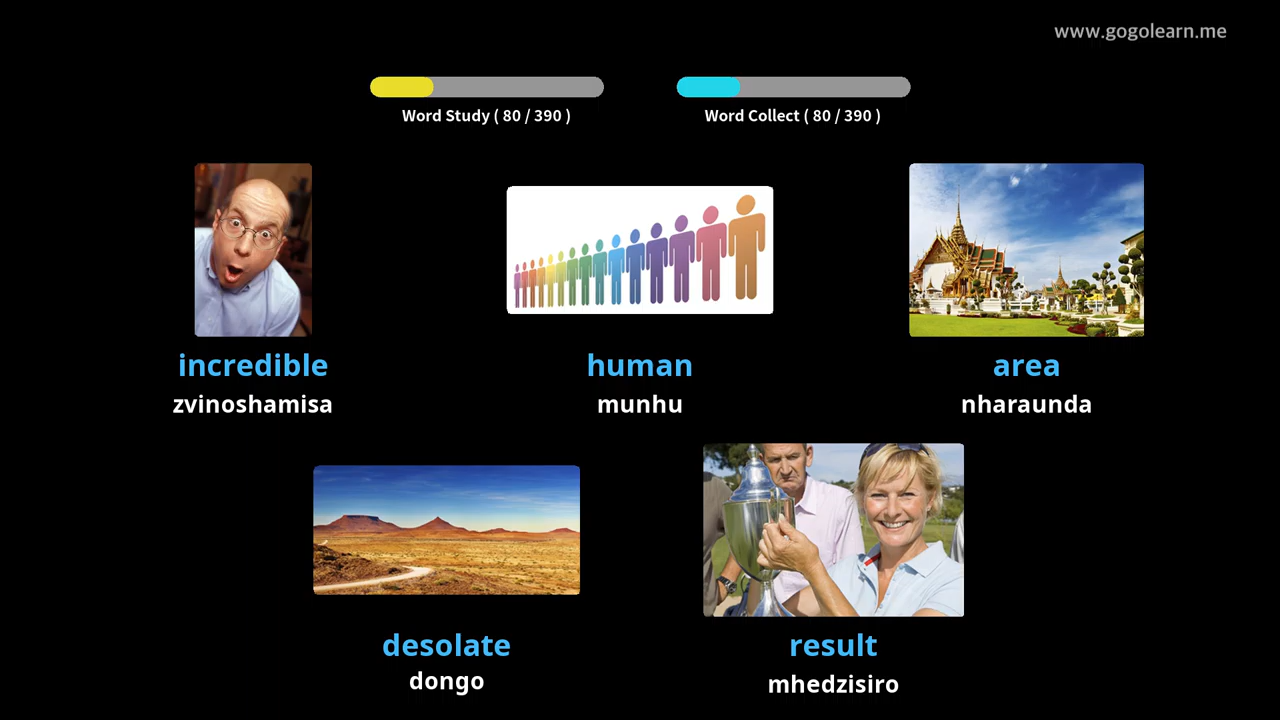 www.gogolearn.me
Word Study ( 80 / 390 )
Word Collect ( 80 / 390 )
incredible
zvinoshamisa
human
munhu
area
nharaunda
desolate
dongo
result
mhedzisiro